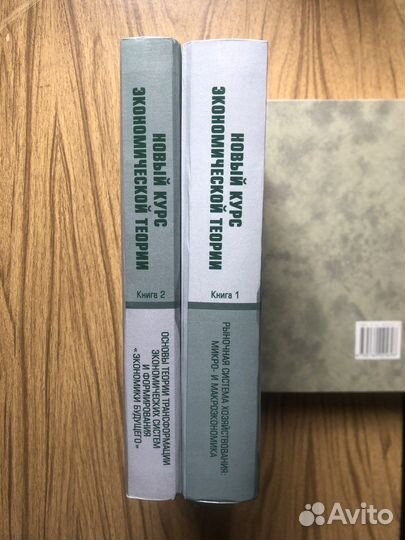 НОВЫЙ КУРС
ЭКОНОМИЧЕСКОЙ ТЕОРИИ
Книга 2
ОСНОВЫ ТЕОРИИ ТРАНСФОРМАЦИИ
ЭКОНОМИЧЕСКИХ СИСТЕМ
И ФОРМИРОВАНИЯ
«ЭКОНОМИКИ БУДУЩЕГО»
НОВЫЙ КУРС
ЭКОНОМИЧЕСКОЙ ТЕОРИИ
Книга 1
РЫНОЧНАЯ СИСТЕМА ХОЗЯЙСТВОВАНИЯ:
МИКРО- И МАКРОЭКОНОМИКА
Avito